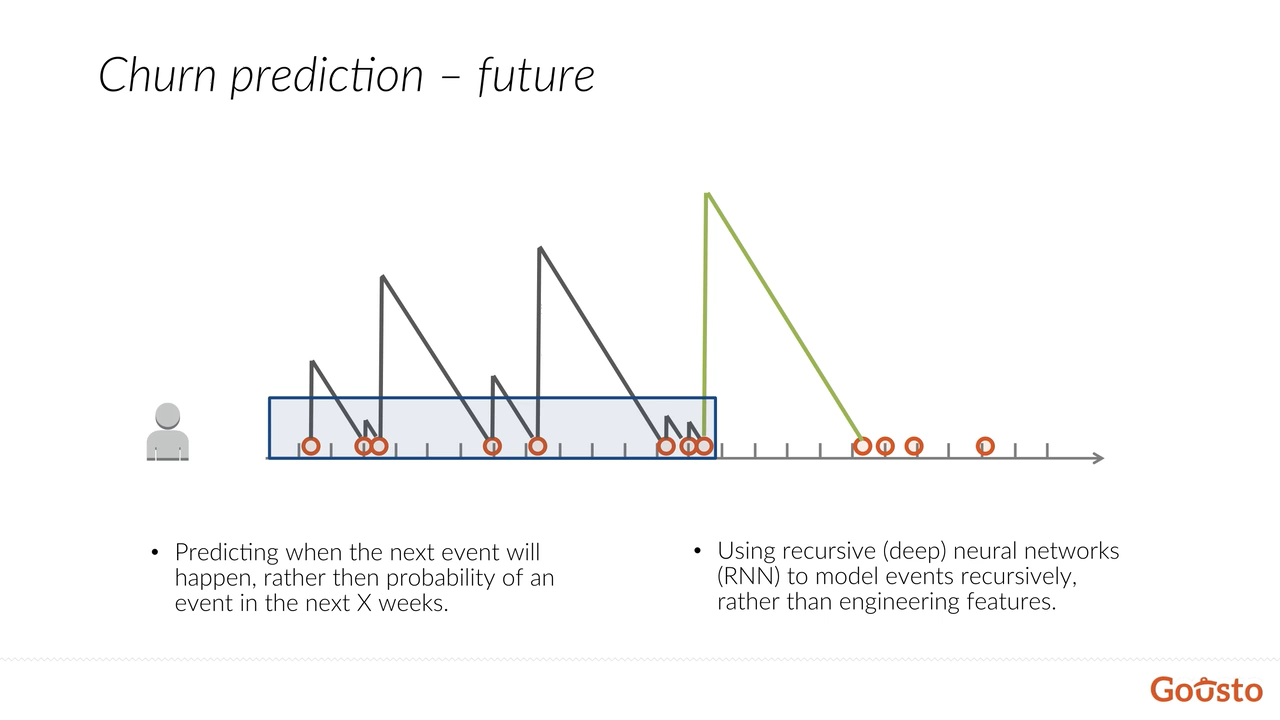 Churn prediction – future
• Predicting when the next event will
happen, rather then probability of an
event in the next X weeks.
• Using recursive (deep) neural networks
(RNN) to model events recursively,
rather than engineering features.
Gousto